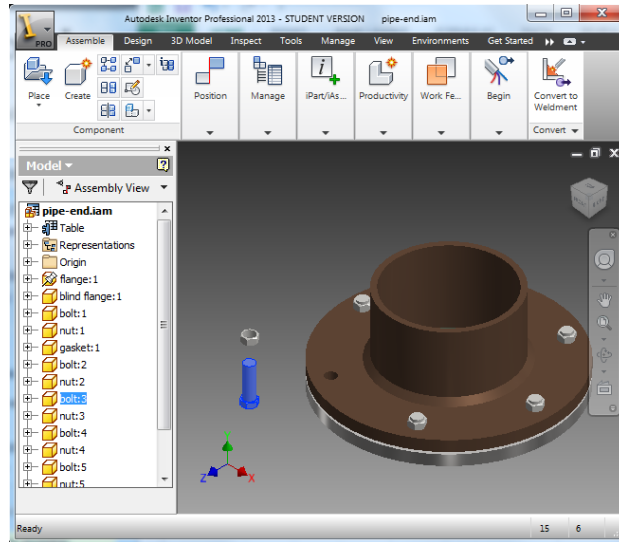 Autodesk Inventor Professional 2013 - STUDENT VERSION pipe-end.iam
PRO Assemble Design 3D Model Inspect Tools Manage View Environments Get Started
Place Create Position Manage iPart/iAs... Productivity Work Fe... Begin Convert to Weldment
Component Convert
Model
Assembly View
pipe-end.iam
Table
Representations
Origin
flange:1
blind flange:1
bolt:1
nut:1
gasket:1
bolt:2
nut:2
bolt:3
nut:3
bolt:4
nut:4
bolt:5
nut:5
Z X
Ready 15 6